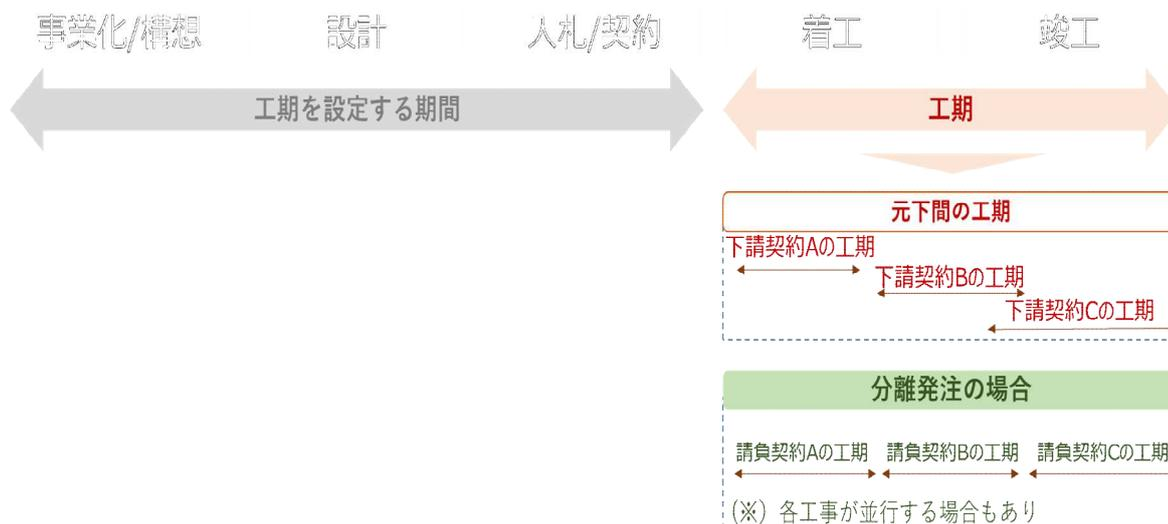 事業化/構想 設計 入札/契約 着工 竣工
工期を設定する期間 工期
元下間の工期
下請契約Aの工期
下請契約Bの工期
下請契約Cの工期
分離発注の場合
請負契約Aの工期 請負契約Bの工期 請負契約Cの工期
(※) 各工事が並行する場合もあり